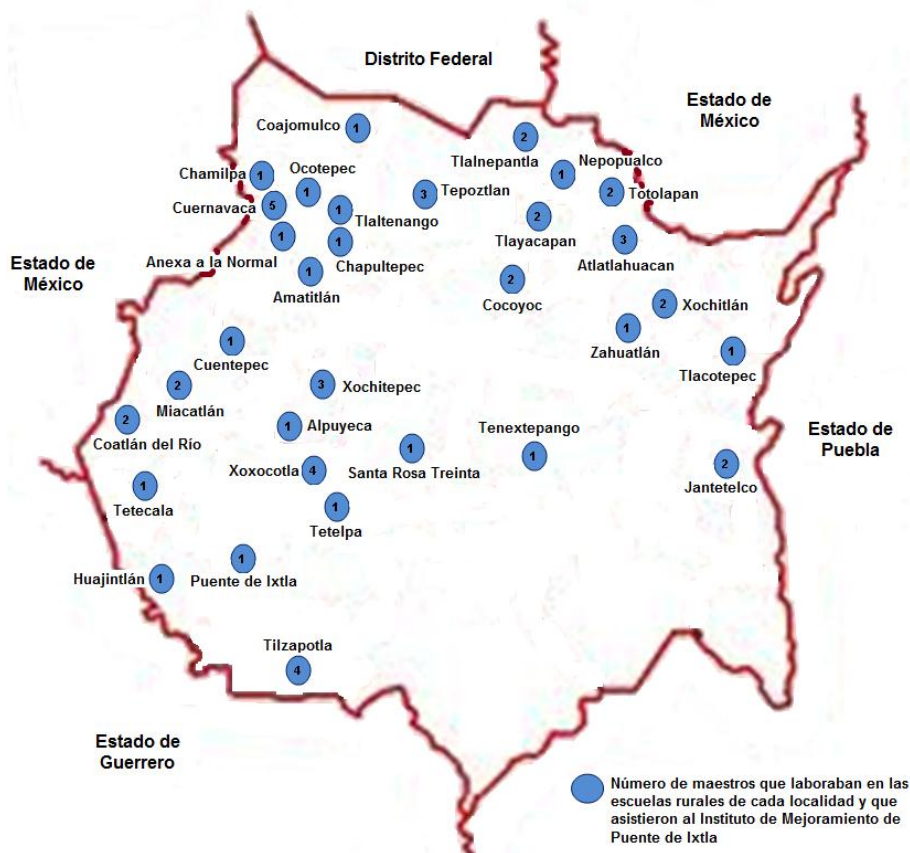 Distrito Federal
Estado de
México
Coajomulco
1
2
Tlalnepantla
Nepopualco
1
Chamilpa
1
Ocotepec
1
3
Tepoztlan
2
Totolapan
Cuernavaca
5
1
Tlaltenango
2
Tlayacapan
1
Anexa a la Normal
1
Chapultepec
3
Atlatlahuacan
Estado de
México
1
Amatitlán
2
Cocoyoc
2
Xochitlán
1
Zahuatlán
1
Cuentepec
1
Tlacotepec
2
Miacatlán
3
Xochitepec
2
Coatlán del Río
1
Alpuyeca
Tenextepango
1
Estado de
Puebla
1
Santa Rosa Treinta
Xoxocotla
4
2
Jantetelco
1
Tetecala
1
Tetelpa
1
Puente de Ixtla
Huajintlán
1
Tilzapotla
4
Estado de
Guerrero
Número de maestros que laboraban en las
escuelas rurales de cada localidad y que
asistieron al Instituto de Mejoramiento de
Puente de Ixtla